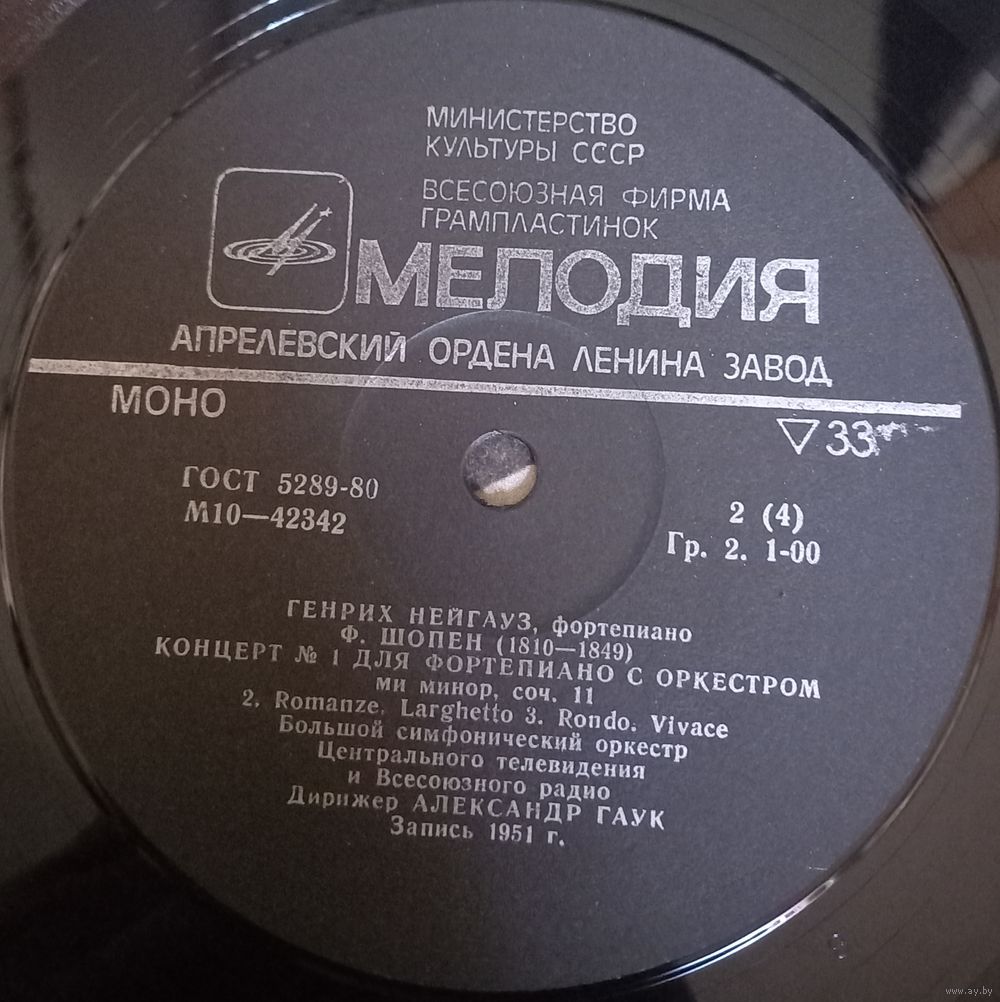 МИНИСТЕРСТВО
КУЛЬТУРЫ СССР
ВСЕСОЮЗНАЯ ФИРМА
ГРАМПЛАСТИНОК
МЕЛОДИЯ
АПРЕЛЕВСКИЙ ОРДЕНА ЛЕНИНА ЗАВОД
МОНО
▽33
ГОСТ 5289-80
М10—42342
2 (4)
Гр. 2. 1-00
ГЕНРИХ НЕЙГАУЗ, фортепиано
Ф. ШОПЕН (1810—1849)
КОНЦЕРТ № 1 ДЛЯ ФОРТЕПИАНО С ОРКЕСТРОМ
ми минор, соч. 11
2. Romanze. Larghetto 3. Rondo. Vivace
Большой симфонический оркестр
Центрального телевидения
и Всесоюзного радио
Дирижер АЛЕКСАНДР ГАУК
Запись 1951 г.
www.ay.by